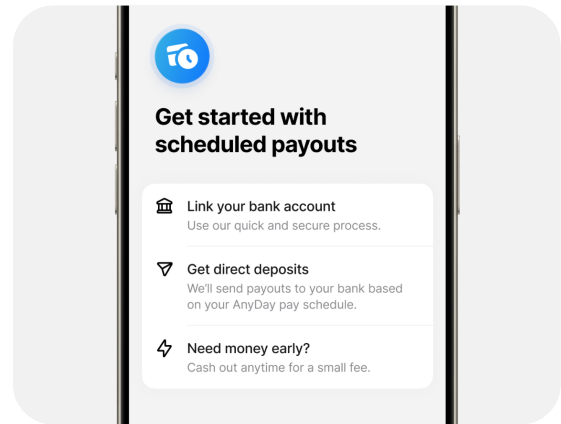 Get started with
scheduled payouts
Link your bank account
Use our quick and secure process.
Get direct deposits
We'll send payouts to your bank based
on your AnyDay pay schedule.
Need money early?
Cash out anytime for a small fee.